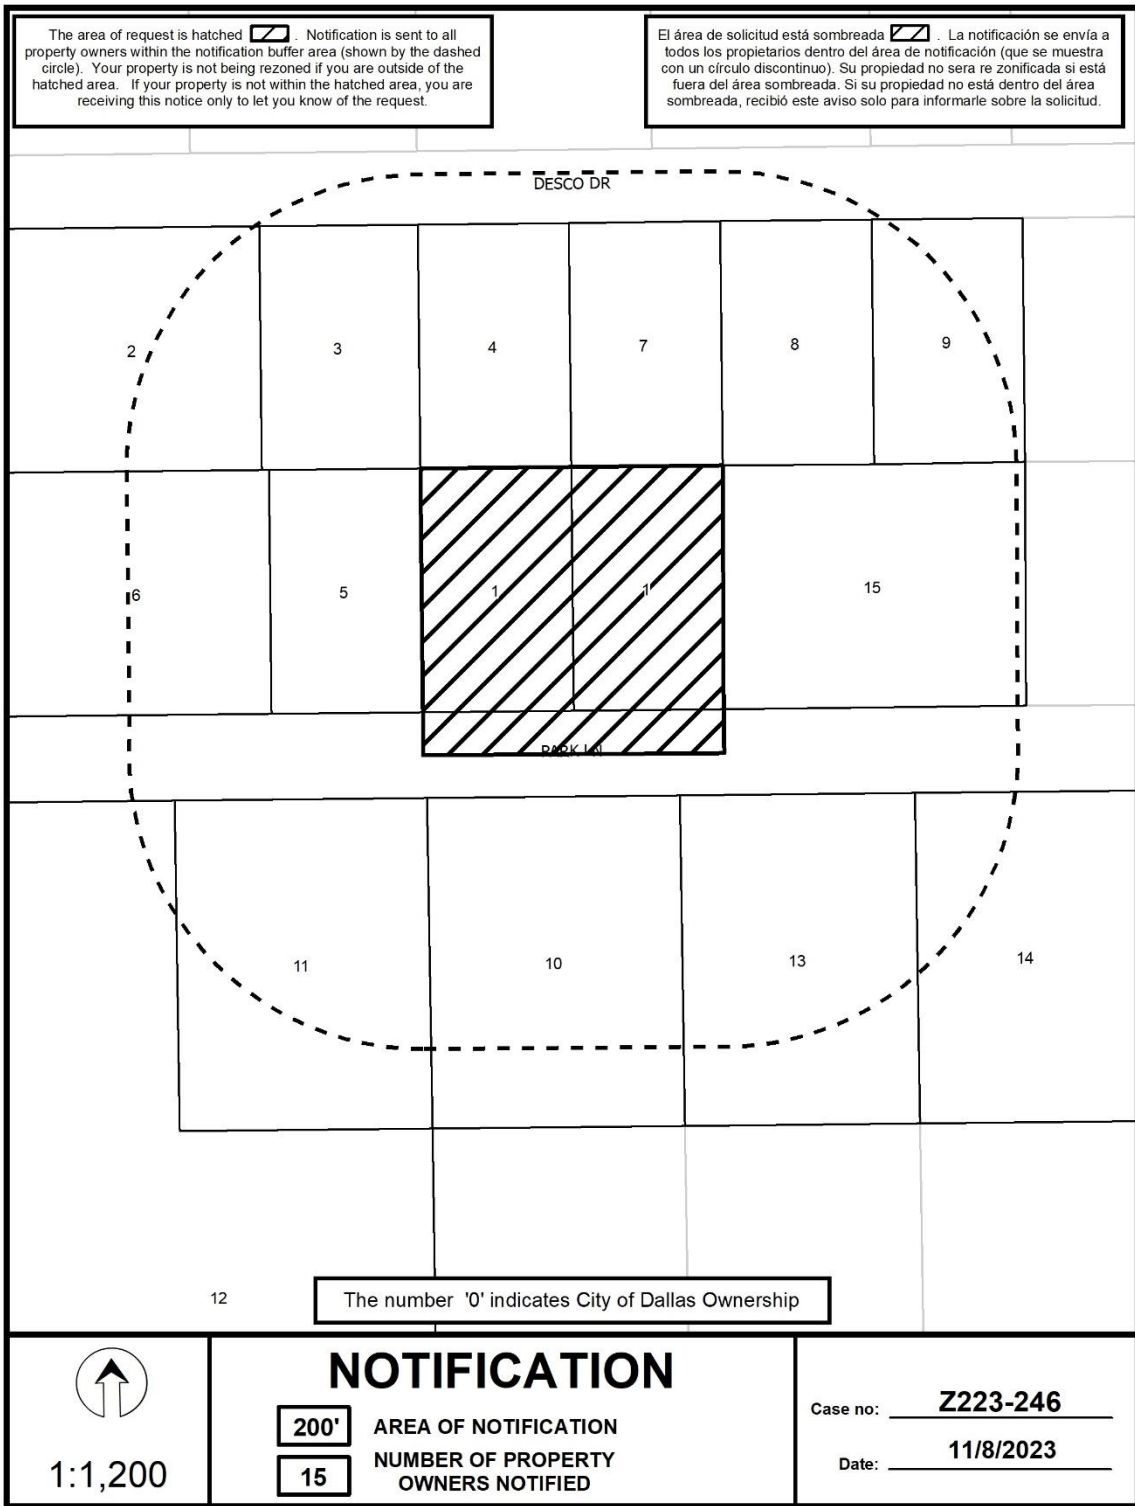 The area of request is hatched . Notification is sent to all
property owners within the notification buffer area (shown by the dashed
circle). Your property is not being rezoned if you are outside of the
hatched area. If your property is not within the hatched area, you are
receiving this notice only to let you know of the request.
El área de solicitud está sombreada . La notificación se envía a
todos los propietarios dentro del área de notificación (que se muestra
con un círculo discontinuo). Su propiedad no sera re zonificada si está
fuera del área sombreada. Si su propiedad no está dentro del área
sombreada, recibió este aviso solo para informarle sobre la solicitud.
DESCO DR
2
3
4
7
8
9
6
5
1
1
15
PARK LN
11
10
13
14
12
The number '0' indicates City of Dallas Ownership
1:1,200
NOTIFICATION
200' AREA OF NOTIFICATION
15 NUMBER OF PROPERTY
OWNERS NOTIFIED
Case no: Z223-246
Date: 11/8/2023